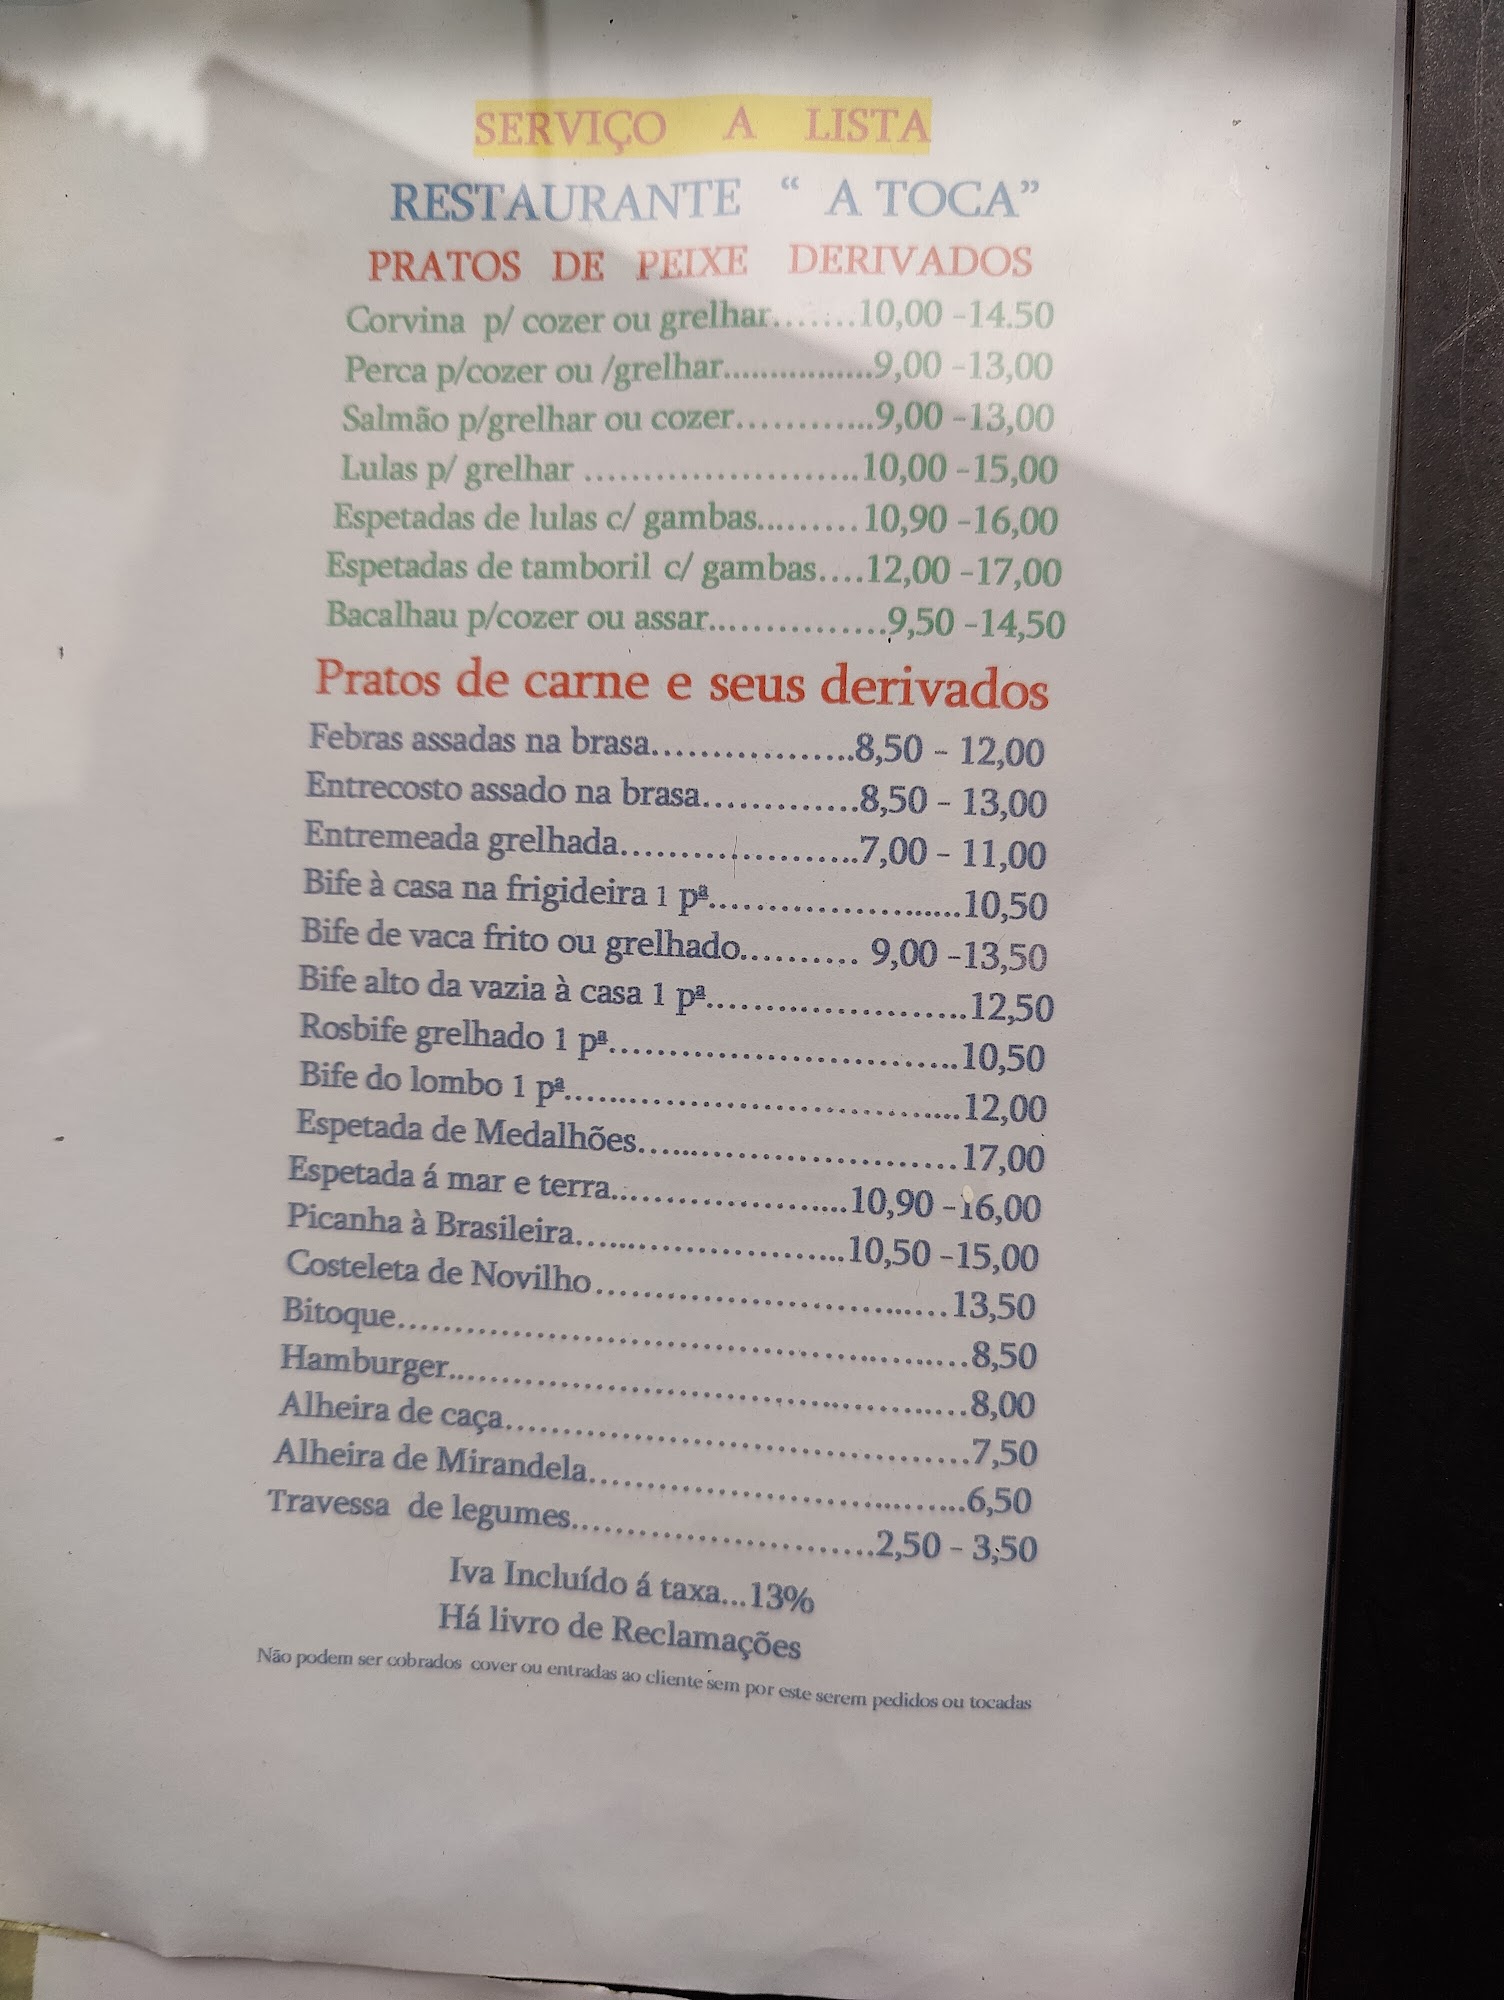 SERVIÇO A LISTA
RESTAURANTE “ A TOCA”
PRATOS DE PEIXE DERIVADOS
Corvina p/ cozer ou grelhar.......10,00 -14.50
Perca p/cozer ou /grelhar................9,00 -13,00
Salmão p/grelhar ou cozer............9,00 -13,00
Lulas p/ grelhar .......................10,00 -15,00
Espetadas de lulas c/ gambas.........10,90 -16,00
Espetadas de tamboril c/ gambas....12,00 -17,00
Bacalhau p/cozer ou assar...............9,50 -14,50
Pratos de carne e seus derivados
Febras assadas na brasa..................8,50 - 12,00
Entrecosto assado na brasa..............8,50 - 13,00
Entremeada grelhada.....................7,00 - 11,00
Bife à casa na frigideira 1 pª.......................10,50
Bife de vaca frito ou grelhado.......... 9,00 -13,50
Bife alto da vazia à casa 1 pª.......................12,50
Rosbife grelhado 1 pª...............................10,50
Bife do lombo 1 pª...................................12,00
Espetada de Medalhões.............................17,00
Espetada á mar e terra.....................10,90 -16,00
Picanha à Brasileira........................10,50 -15,00
Costeleta de Novilho................................13,50
Bitoque...................................................8,50
Hamburger..............................................8,00
Alheira de caça.........................................7,50
Alheira de Mirandela..................................6,50
Travessa de legumes...........................2,50 - 3,50
Iva Incluído á taxa...13%
Há livro de Reclamações
Não podem ser cobrados cover ou entradas ao cliente sem por este serem pedidos ou tocadas